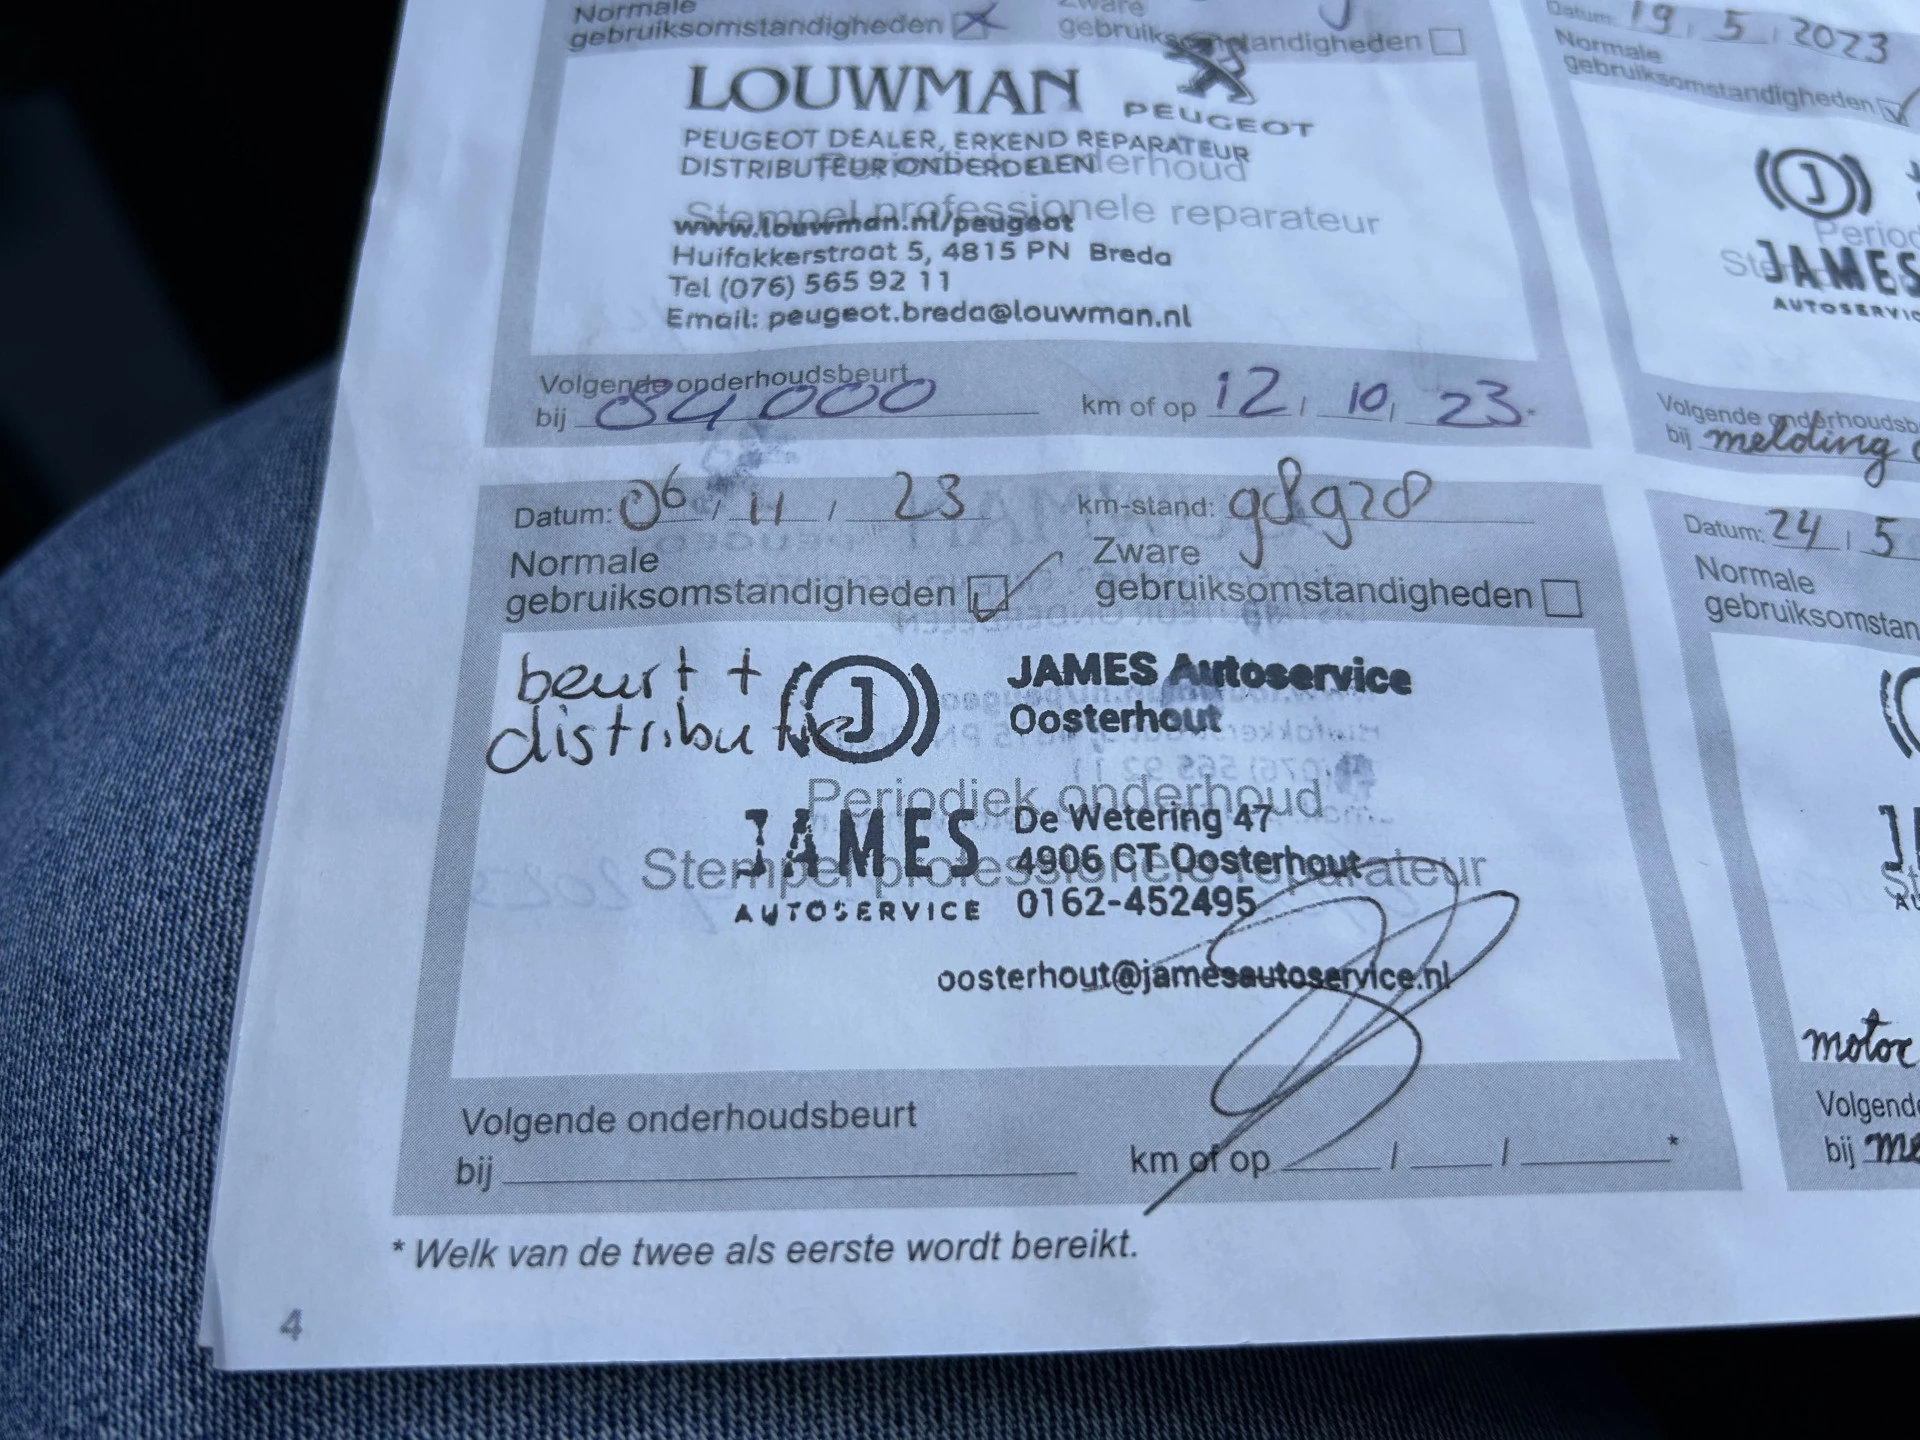 Normale
gebruiksomstandigheden
Zware
gebruiksomstandigheden
LOUWMAN
PEUGEOT
PEUGEOT DEALER, ERKEND REPARATEUR
DISTRIBUTEUR ONDERDELEN
Stempel professionele reparateur
www.louwman.nl/peugeot
Huifakkerstraat 5, 4815 PN Breda
Tel (076) 565 92 11
Email: peugeot.breda@louwman.nl
Volgende onderhoudsbeurt
bij 84000 km of op 12 / 10 / 23 *
Datum: 06 / 11 / 23 km-stand: 98928
Normale
gebruiksomstandigheden
Zware
gebruiksomstandigheden
beurt +
distributie
J
JAMES Autoservice
Oosterhout
Periodiek onderhoud
Stempel professionele reparateur
JAMES
AUTOSERVICE
De Wetering 47
4906 CT Oosterhout
0162-452495
oosterhout@jamesautoservice.nl
Volgende onderhoudsbeurt
bij km of op / / *
* Welk van de twee als eerste wordt bereikt.
4
Datum: 19 / 5 / 2023
Normale
gebruiksomstandigheden
J
JAMES
AUTOSERVIC
Volgende onderhoudsb
bij melding
Datum: 24 / 5
Normale
gebruiksomstan
motor
Volgend
bij me